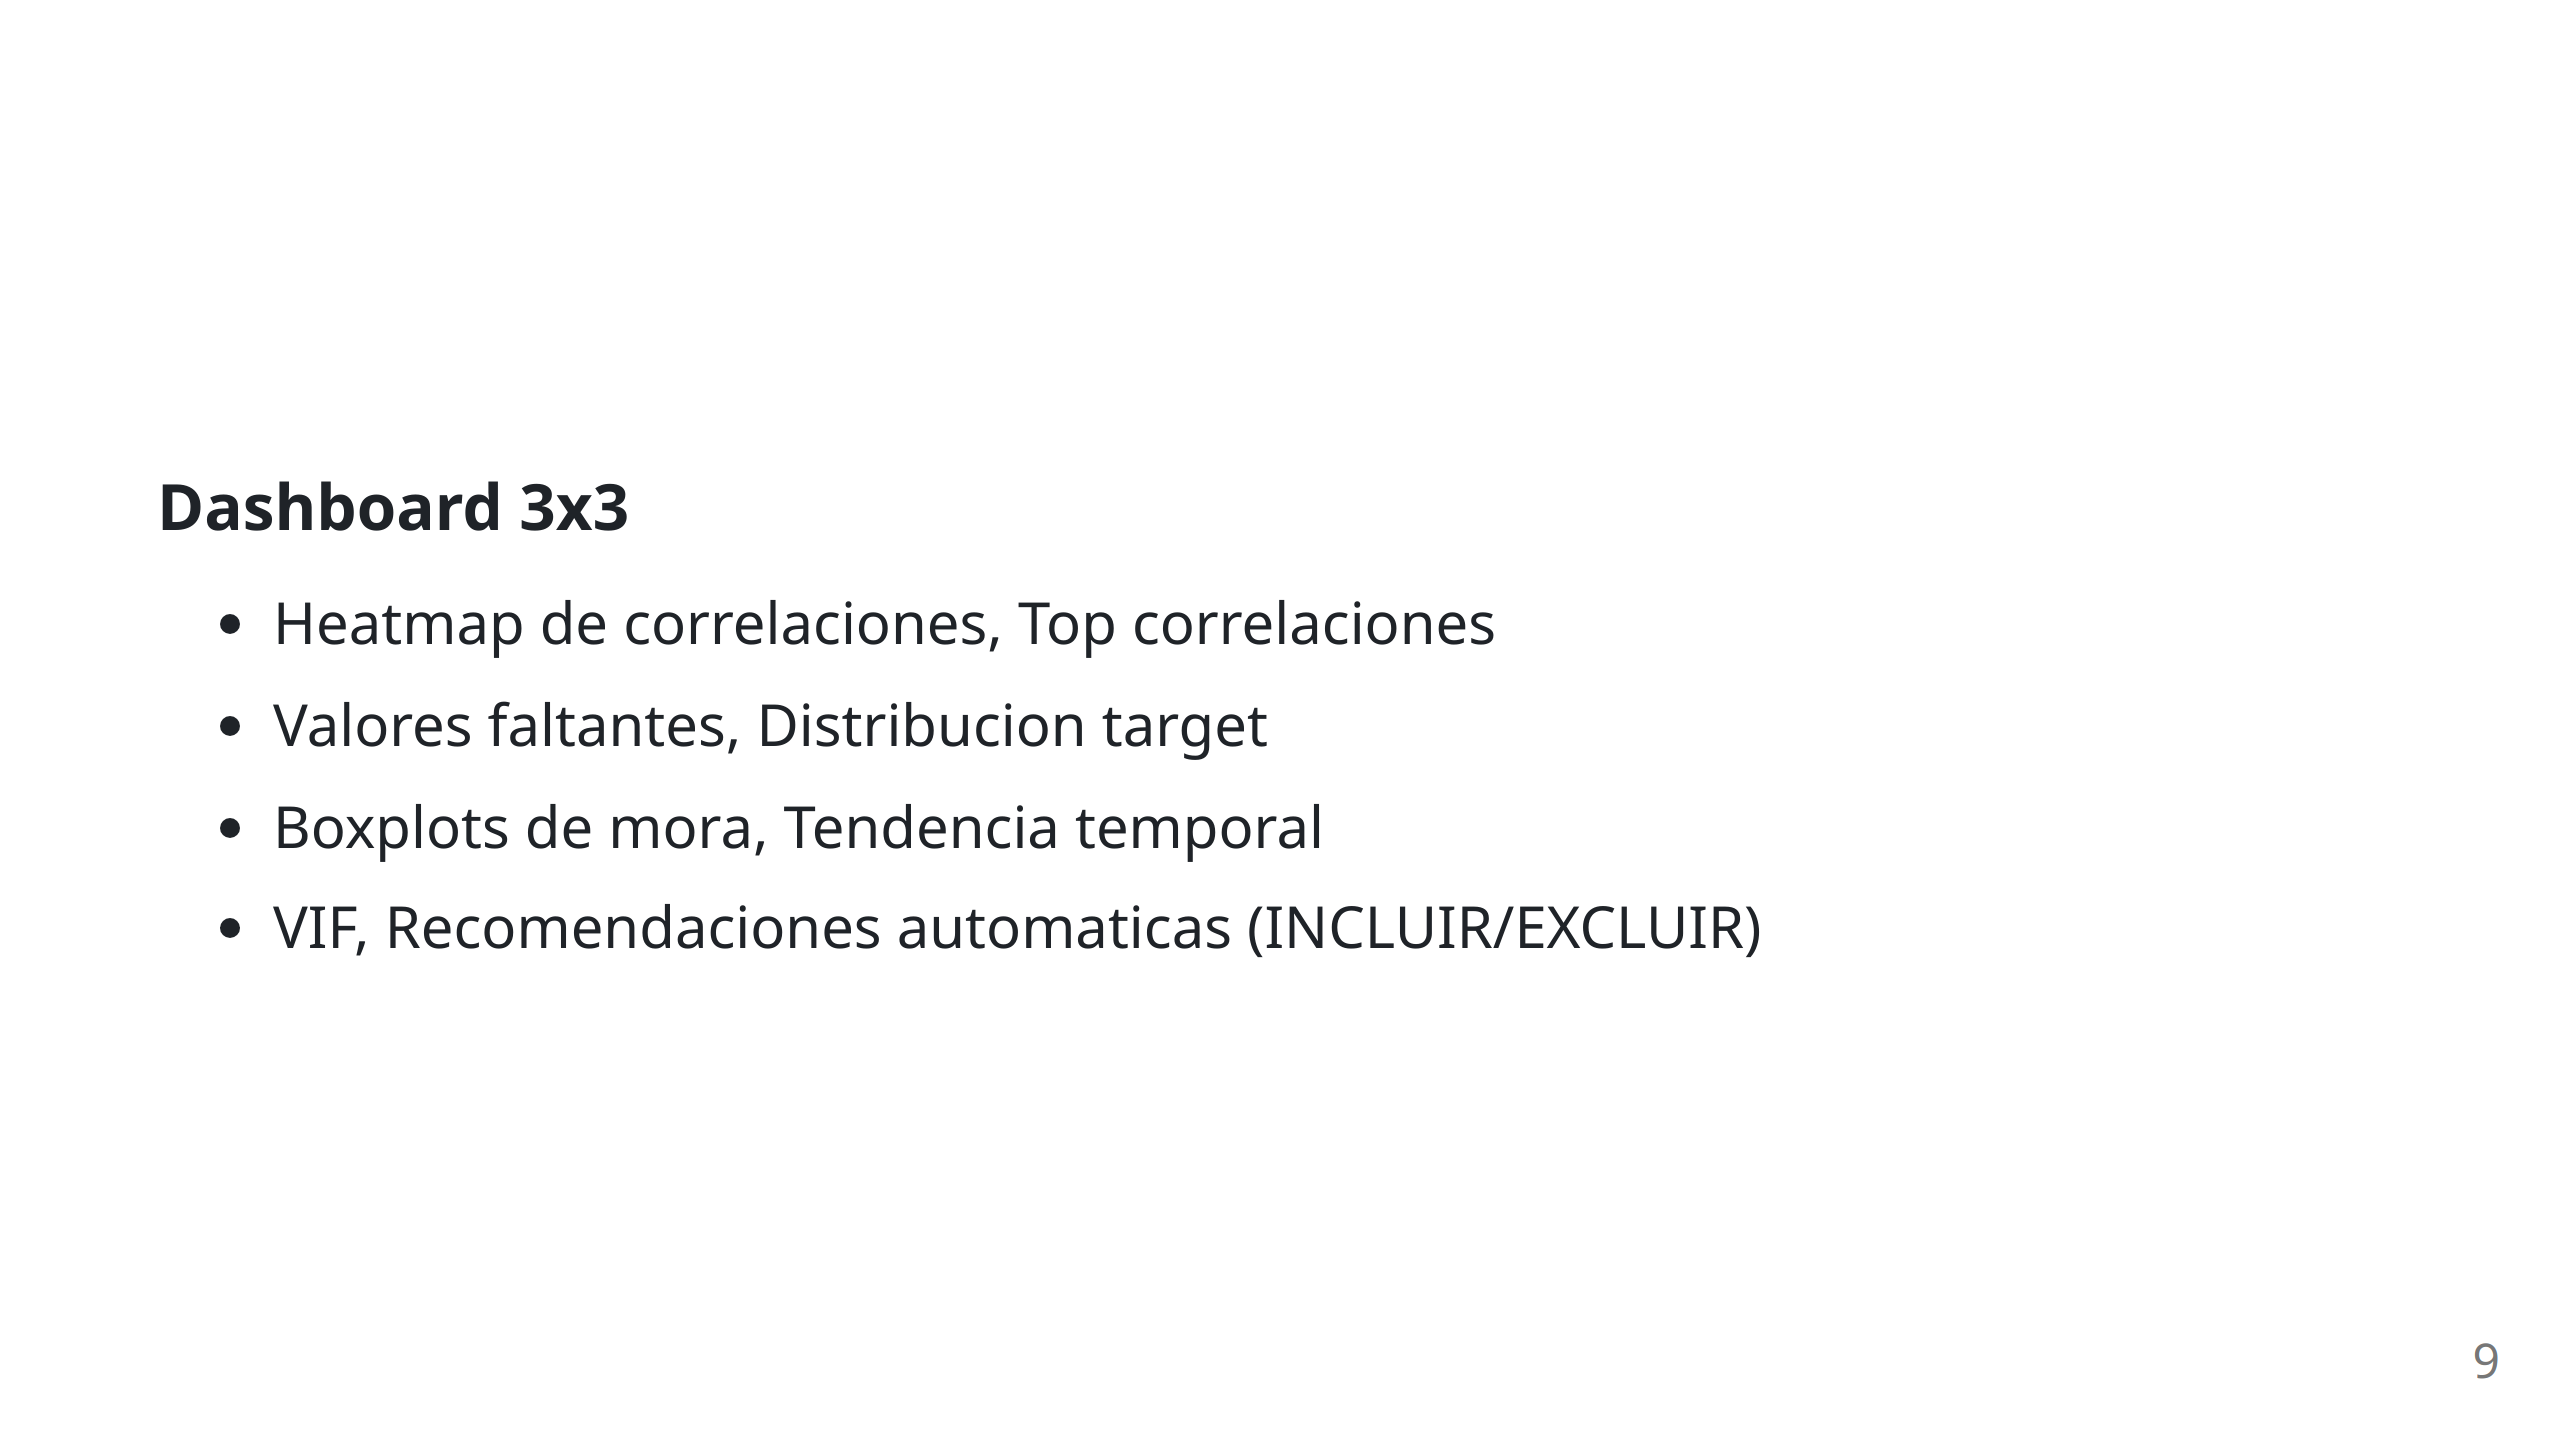 Dashboard 3x3
• Heatmap de correlaciones, Top correlaciones
• Valores faltantes, Distribucion target
• Boxplots de mora, Tendencia temporal
• VIF, Recomendaciones automaticas (INCLUIR/EXCLUIR)
9